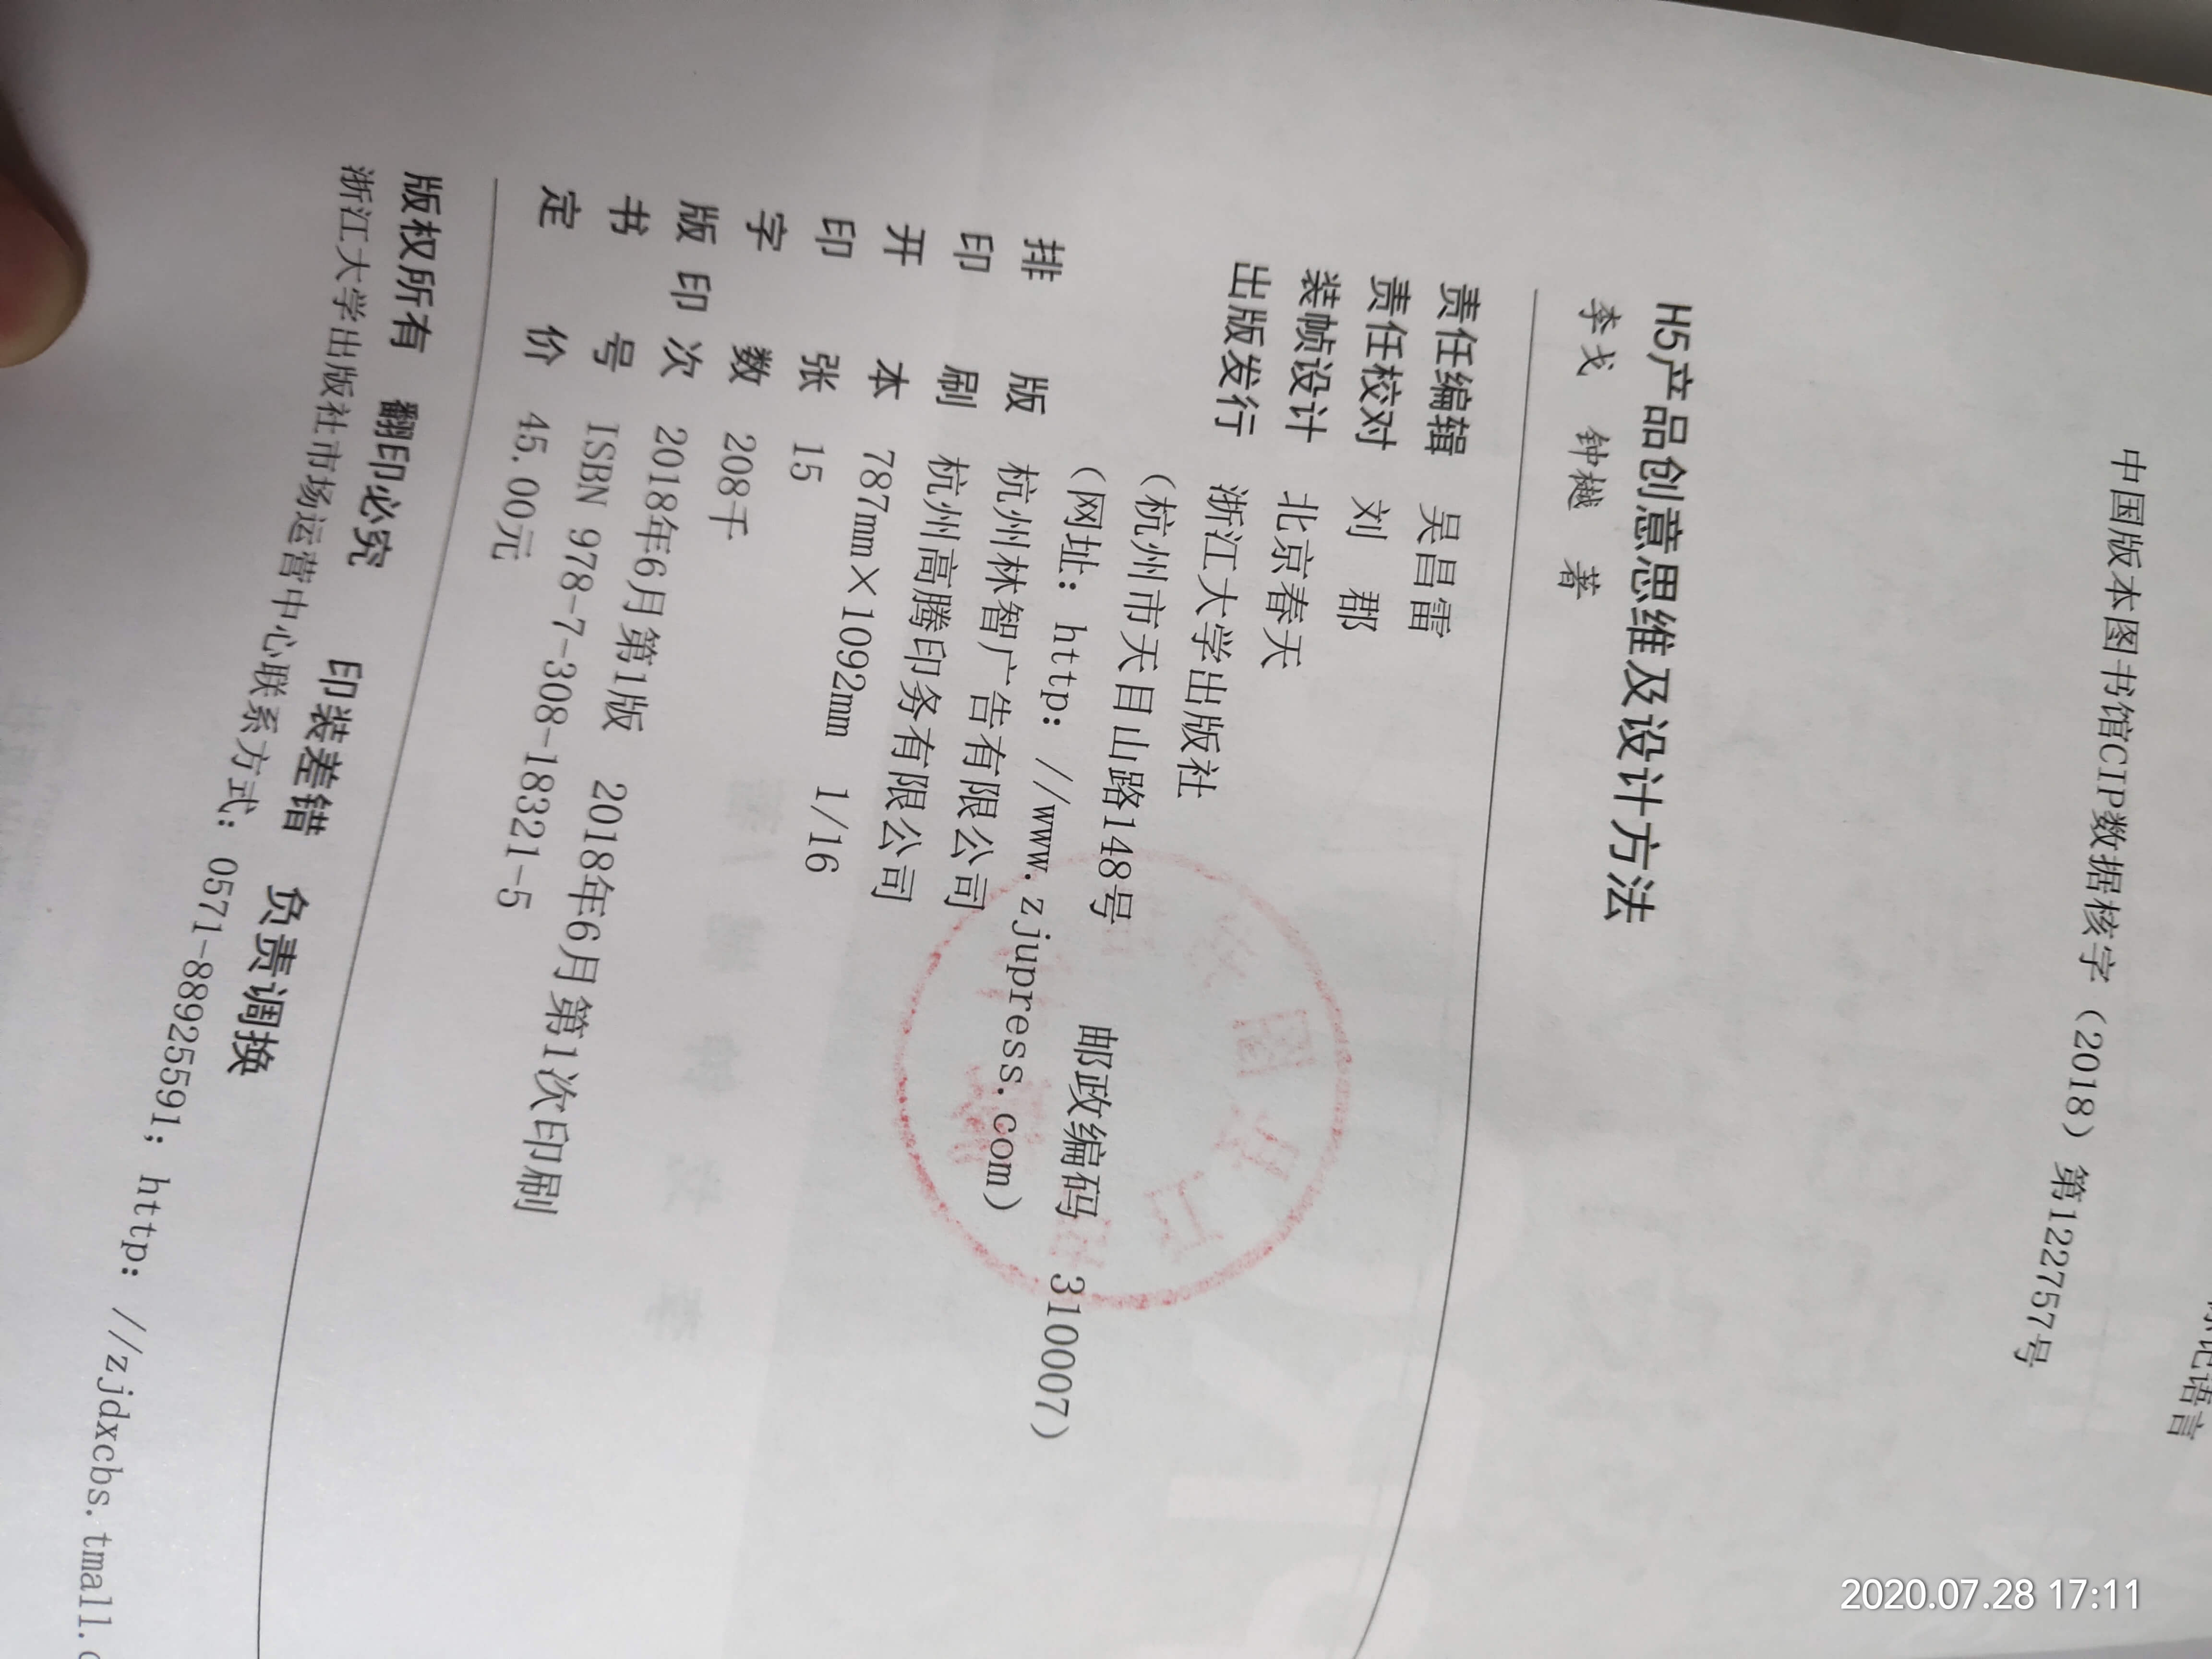 标记语言
中国版本图书馆CIP数据核字（2018）第122757号
H5产品创意思维及设计方法
李戈 钟樾 著
责任编辑 吴昌雷
责任校对 刘 郡
装帧设计 北京春天
出版发行 浙江大学出版社
（杭州市天目山路148号 邮政编码 310007）
（网址：http：//www.zjupress.com）
排 版 杭州林智广告有限公司
印 刷 杭州高腾印务有限公司
开 本 787mm×1092mm 1/16
印 张 15
字 数 208千
版印次 2018年6月第1版 2018年6月第1次印刷
书 号 ISBN 978-7-308-18321-5
定 价 45.00元
版权所有 翻印必究 印装差错 负责调换
浙江大学出版社市场运营中心联系方式：0571-88925591；http：//zjdxcbs.tmall.c
2020.07.28 17:11